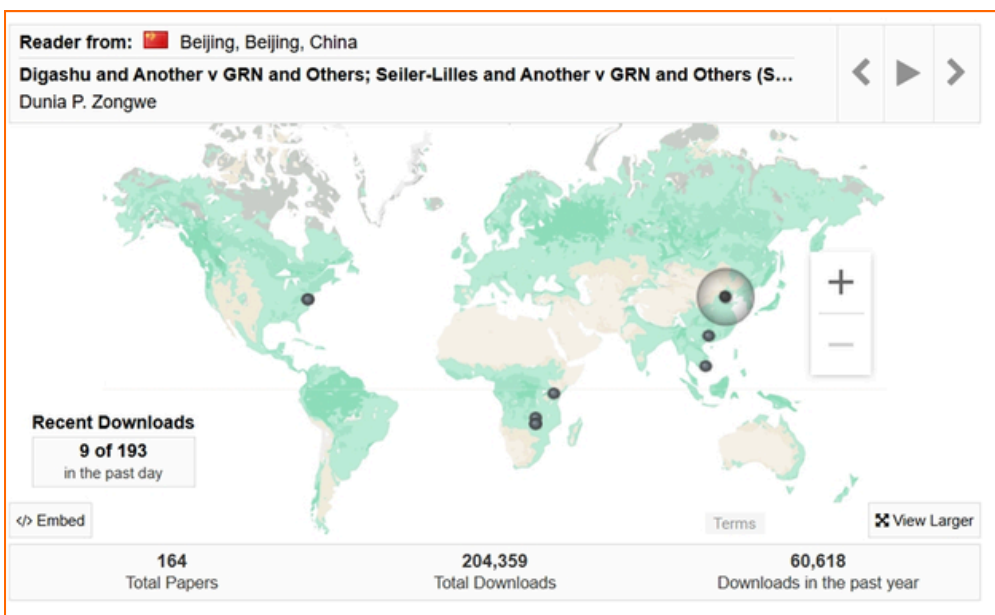 Reader from: Beijing, Beijing, China
Digashu and Another v GRN and Others; Seiler-Lilles and Another v GRN and Others (S...
Dunia P. Zongwe
+
−
Recent Downloads
9 of 193
in the past day
</> Embed
Terms
View Larger
164
Total Papers
204,359
Total Downloads
60,618
Downloads in the past year